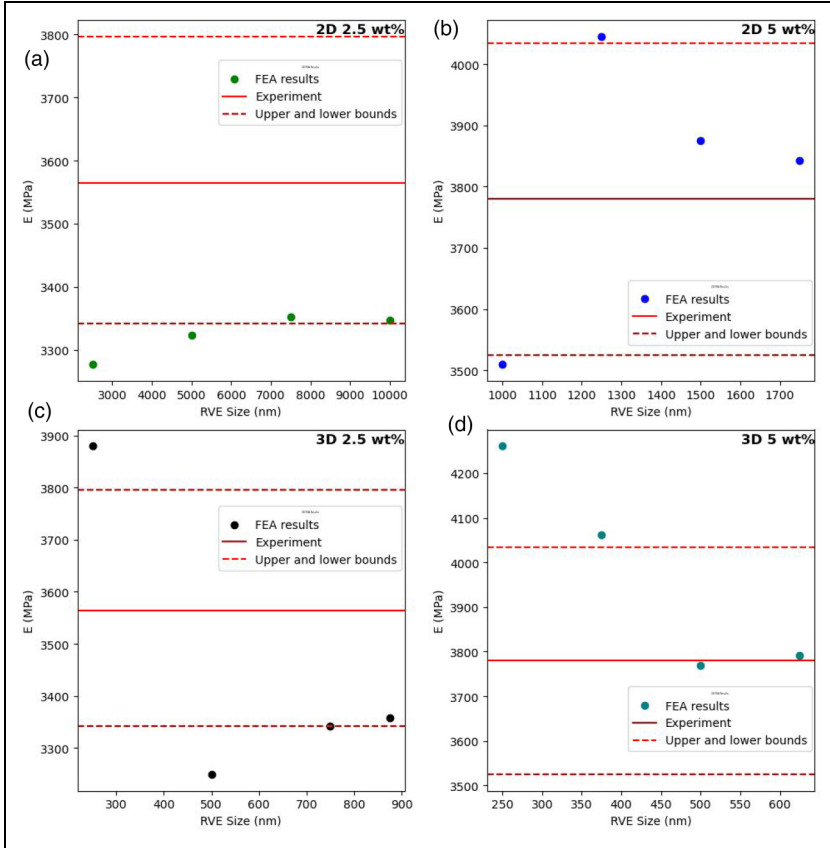 (a)
2D 2.5 wt%
3800
3700
3600
3500
3400
3300
E (MPa)
FEA results
Experiment
Upper and lower bounds
3000 4000 5000 6000 7000 8000 9000 10000
RVE Size (nm)
(b)
2D 5 wt%
4000
3900
3800
3700
3600
3500
E (MPa)
FEA results
Experiment
Upper and lower bounds
1000 1100 1200 1300 1400 1500 1600 1700
RVE Size (nm)
(c)
3D 2.5 wt%
3900
3800
3700
3600
3500
3400
3300
E (MPa)
FEA results
Experiment
Upper and lower bounds
300 400 500 600 700 800 900
RVE Size (nm)
(d)
3D 5 wt%
4200
4100
4000
3900
3800
3700
3600
3500
E (MPa)
FEA results
Experiment
Upper and lower bounds
250 300 350 400 450 500 550 600
RVE Size (nm)